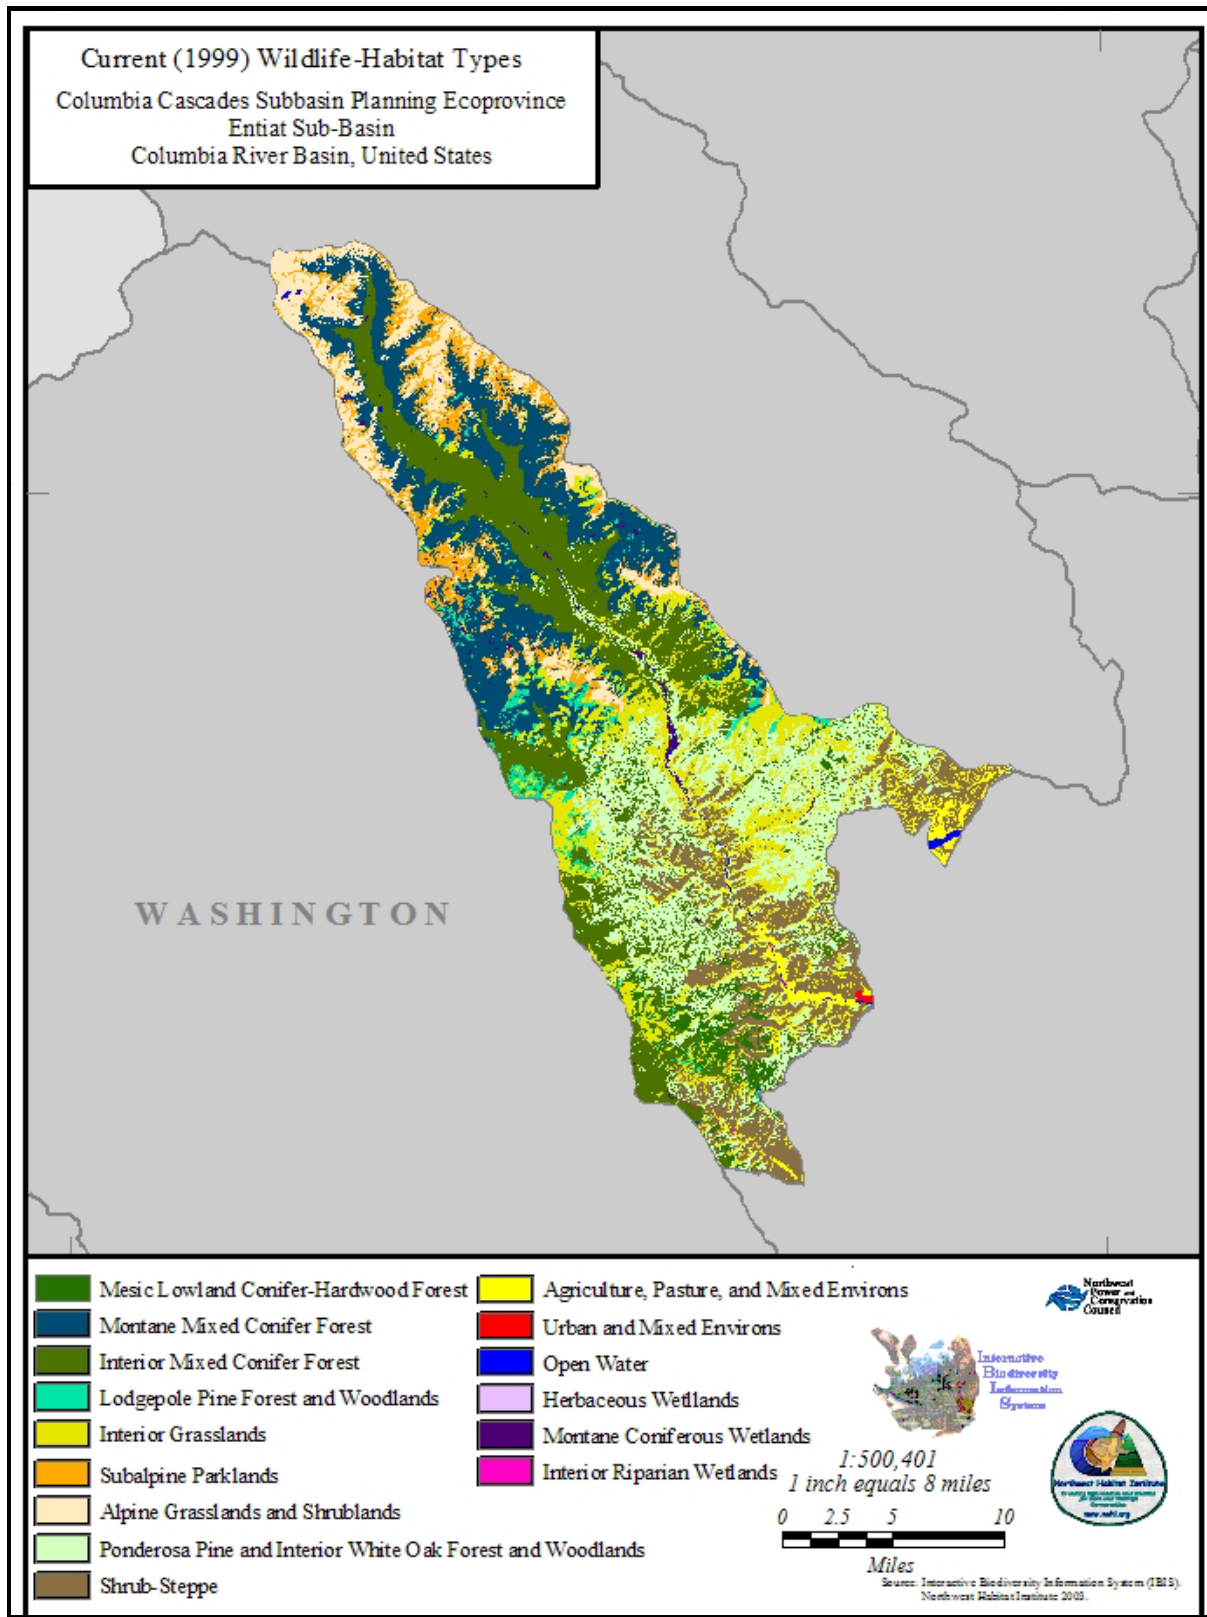 Current (1999) Wildlife-Habitat Types
Columbia Cascades Subbasin Planning Ecoprovince
Entiat Sub-Basin
Columbia River Basin, United States
WASHINGTON
Mesic Lowland Conifer-Hardwood Forest
Montane Mixed Conifer Forest
Interior Mixed Conifer Forest
Lodgepole Pine Forest and Woodlands
Interior Grasslands
Subalpine Parklands
Alpine Grasslands and Shrublands
Ponderosa Pine and Interior White Oak Forest and Woodlands
Shrub-Steppe
Agriculture, Pasture, and Mixed Environs
Urban and Mixed Environs
Open Water
Herbaceous Wetllands
Montane Coniferous Wetlands
Interior Riparian Wetlands
Northwest
Power and
Conservation
Council
Interactive
Biodiversity
Information
System
1:500,401
1 inch equals 8 miles
0 2.5 5 10
Miles
Northwest Habitat Institute
www.nwhi.org
Source: Interactive Biodiversity Information System (IBIS).
Northwest Habitat Institute 2003.